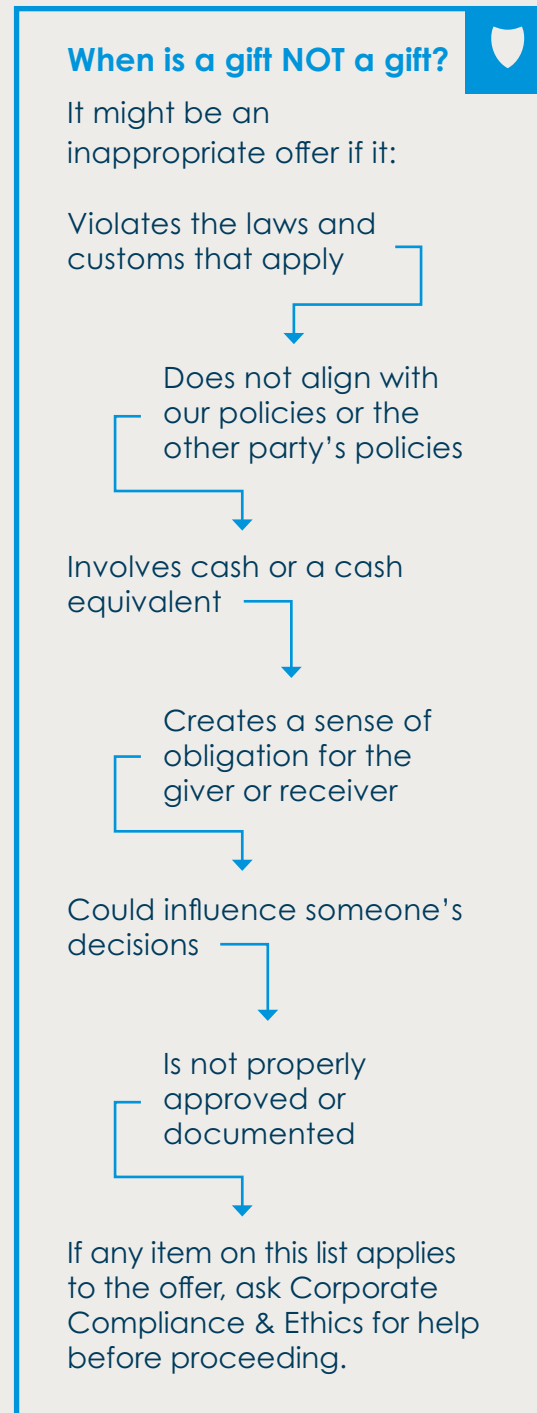 When is a gift NOT a gift?
It might be an
inappropriate offer if it:
Violates the laws and
customs that apply
Does not align with
our policies or the
other party’s policies
Involves cash or a cash
equivalent
Creates a sense of
obligation for the
giver or receiver
Could influence someone’s
decisions
Is not properly
approved or
documented
If any item on this list applies
to the offer, ask Corporate
Compliance & Ethics for help
before proceeding.